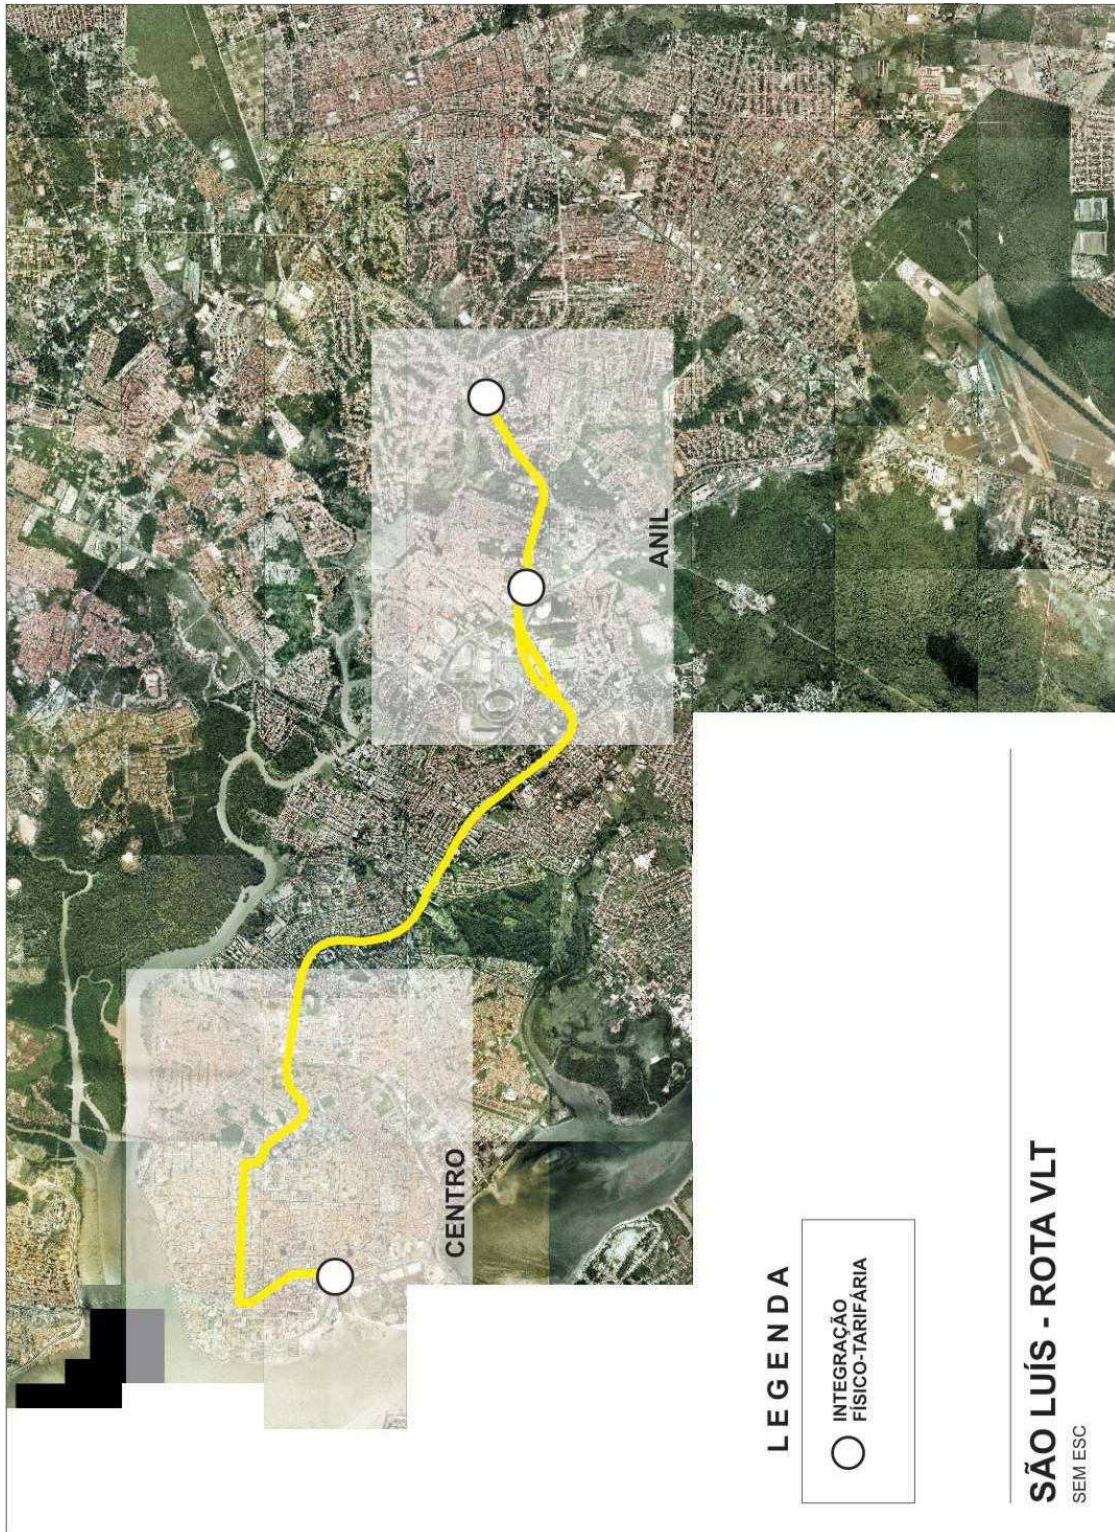 CENTRO
ANIL
LEGENDA
INTEGRAÇÃO
FÍSICO-TARIFÁRIA
SÃO LUÍS - ROTA VLT
SEM ESC